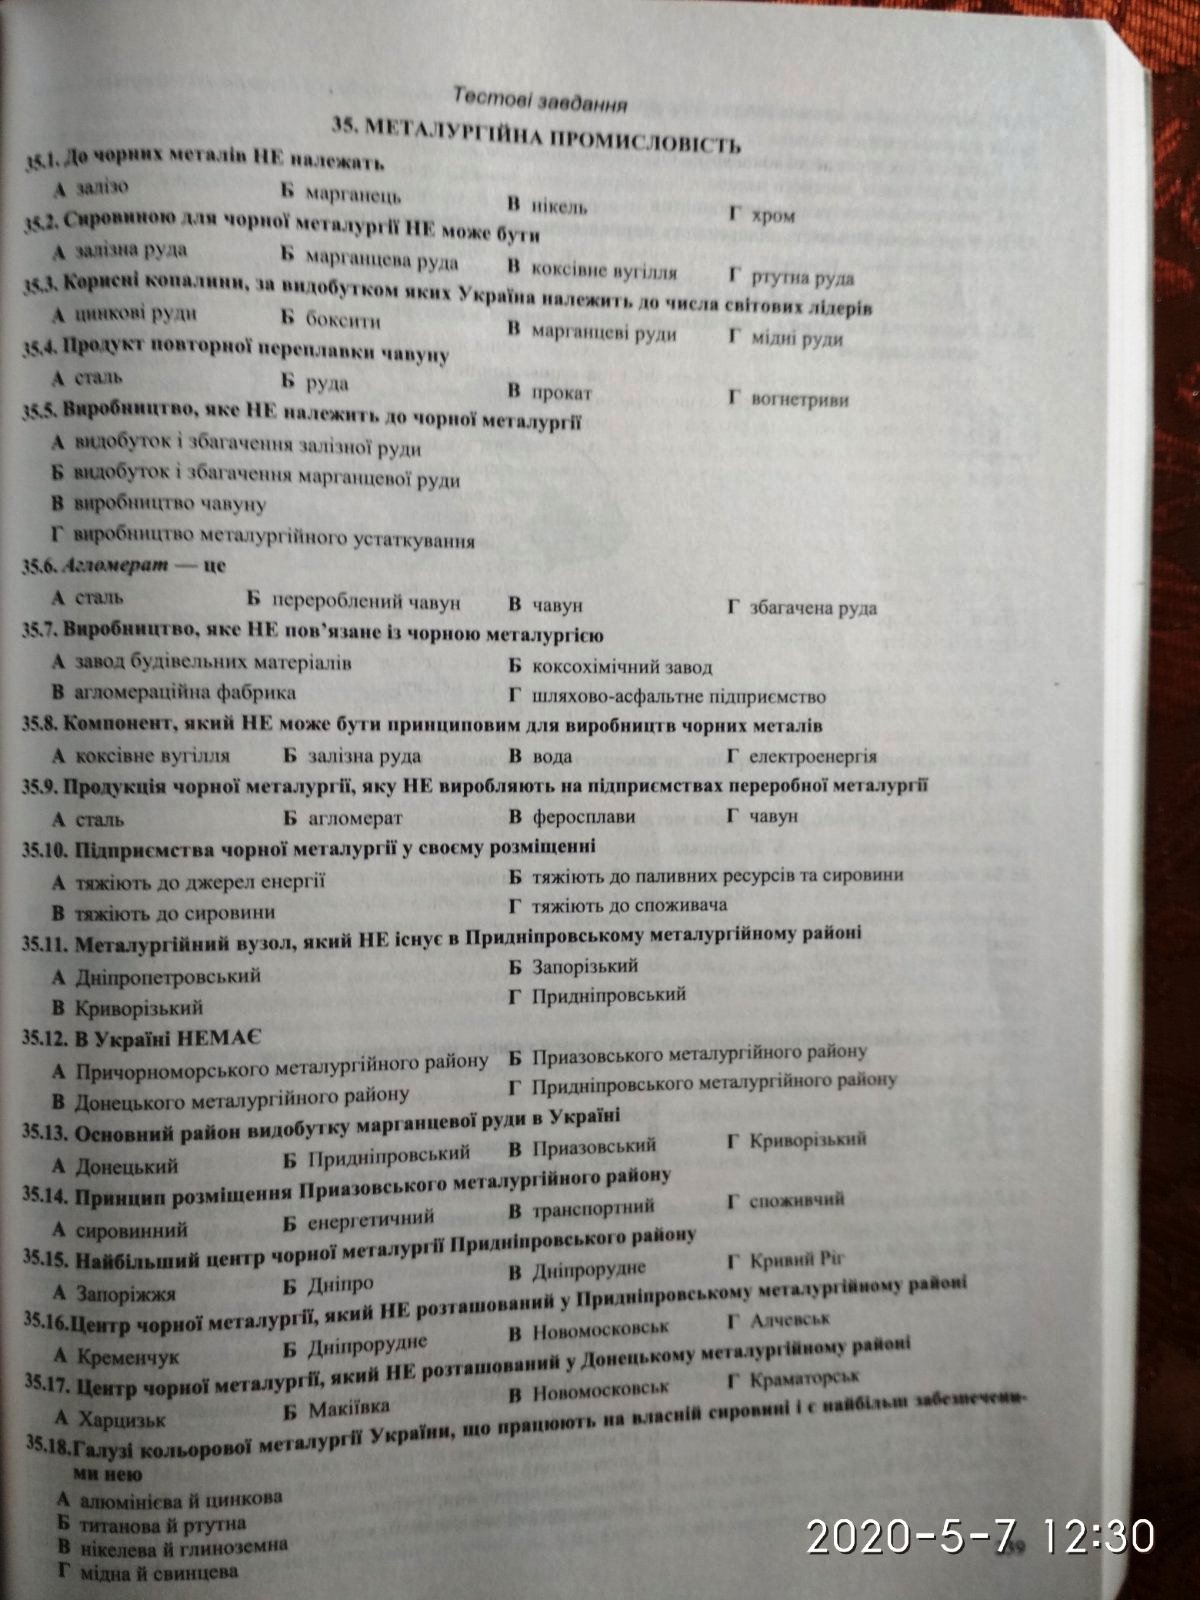 Тестові завдання
35. МЕТАЛУРГІЙНА ПРОМИСЛОВІСТЬ
35.1. До чорних металів НЕ належать
А залізо Б марганець В нікель Г хром
35.2. Сировиною для чорної металургії НЕ може бути
А залізна руда Б марганцева руда В коксівне вугілля Г ртутна руда
35.3. Корисні копалини, за видобутком яких Україна належить до числа світових лідерів
А цинкові руди Б боксити В марганцеві руди Г мідні руди
35.4. Продукт повторної переплавки чавуну
А сталь Б руда В прокат Г вогнетриви
35.5. Виробництво, яке НЕ належить до чорної металургії
А видобуток і збагачення залізної руди
Б видобуток і збагачення марганцевої руди
В виробництво чавуну
Г виробництво металургійного устаткування
35.6. Агломерат — це
А сталь Б перероблений чавун В чавун Г збагачена руда
35.7. Виробництво, яке НЕ пов’язане із чорною металургією
А завод будівельних матеріалів Б коксохімічний завод
В агломераційна фабрика Г шляхово-асфальтне підприємство
35.8. Компонент, який НЕ може бути принциповим для виробництв чорних металів
А коксівне вугілля Б залізна руда В вода Г електроенергія
35.9. Продукція чорної металургії, яку НЕ виробляють на підприємствах переробної металургії
А сталь Б агломерат В феросплави Г чавун
35.10. Підприємства чорної металургії у своєму розміщенні
А тяжіють до джерел енергії Б тяжіють до паливних ресурсів та сировини
В тяжіють до сировини Г тяжіють до споживача
35.11. Металургійний вузол, який НЕ існує в Придніпровському металургійному районі
А Дніпропетровський Б Запорізький
В Криворізький Г Придніпровський
35.12. В Україні НЕМАЄ
А Причорноморського металургійного району Б Приазовського металургійного району
В Донецького металургійного району Г Придніпровського металургійного району
35.13. Основний район видобутку марганцевої руди в Україні
А Донецький Б Придніпровський В Приазовський Г Криворізький
35.14. Принцип розміщення Приазовського металургійного району
А сировинний Б енергетичний В транспортний Г споживчий
35.15. Найбільший центр чорної металургії Придніпровського району
А Запоріжжя Б Дніпро В Дніпрорудне Г Кривий Ріг
35.16.Центр чорної металургії, який НЕ розташований у Придніпровському металургійному районі
А Кременчук Б Дніпрорудне В Новомосковськ Г Алчевськ
35.17. Центр чорної металургії, який НЕ розташований у Донецькому металургійному районі
А Харцизьк Б Макіївка В Новомосковськ Г Краматорськ
35.18.Галузі кольорової металургії України, що працюють на власній сировині і є найбільш забезпечени-
ми нею
А алюмінієва й цинкова
Б титанова й ртутна
В нікелева й глиноземна
Г мідна й свинцева
2020-5-7 12:30